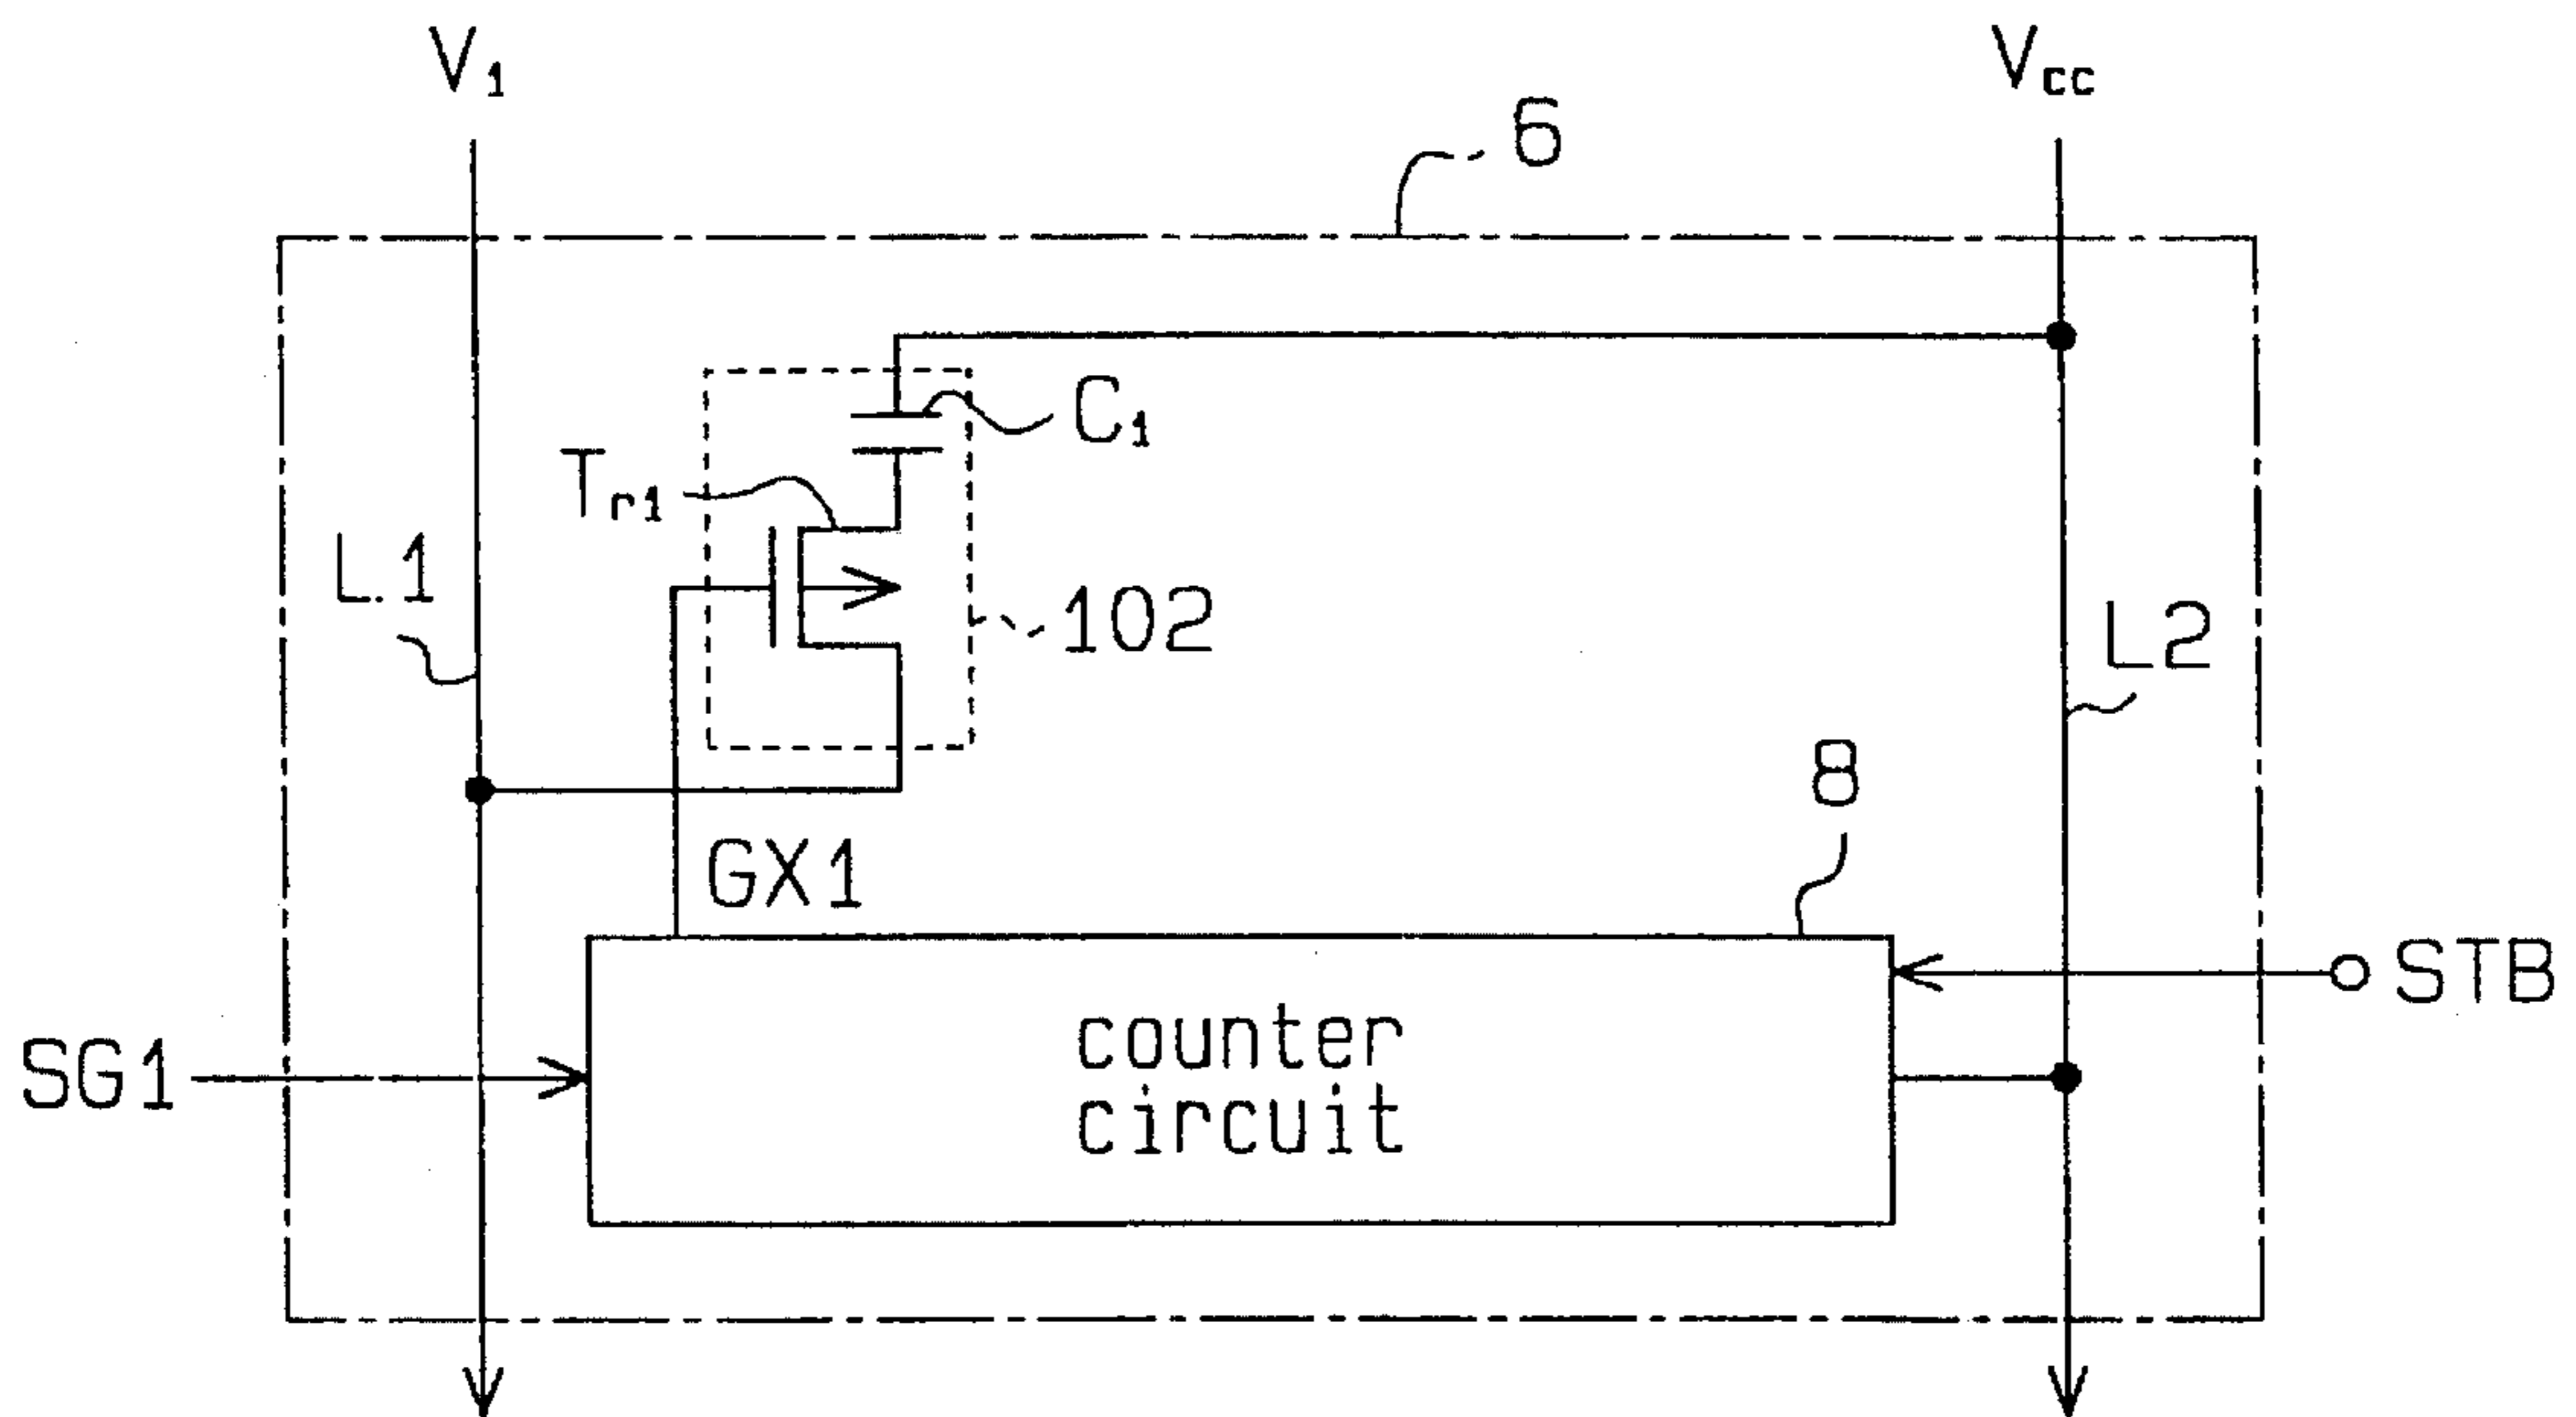 V1
Vcc
6
C1
Tr1
L1
102
L2
8
GX1
STB
counter
circuit
SG1